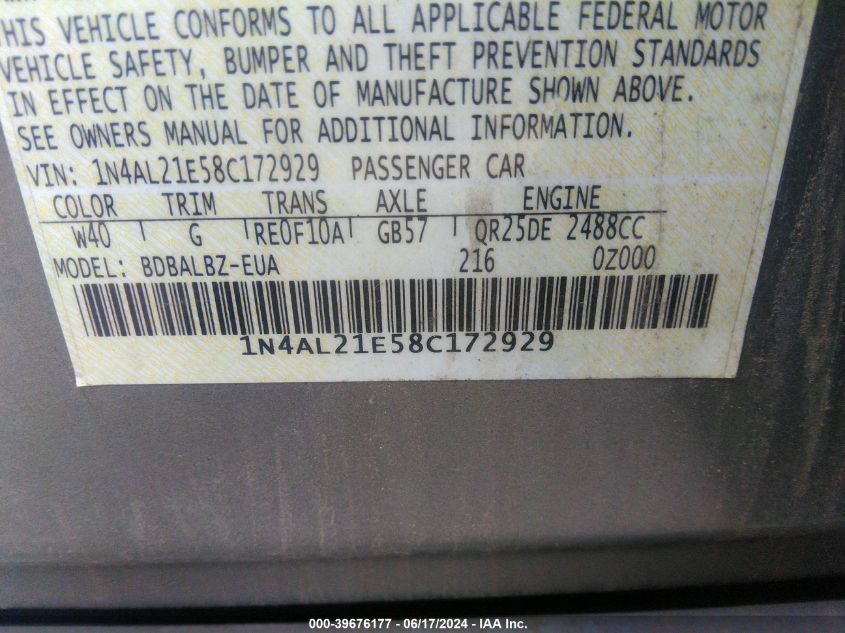 THIS VEHICLE CONFORMS TO ALL APPLICABLE FEDERAL MOTOR
VEHICLE SAFETY, BUMPER AND THEFT PREVENTION STANDARDS
IN EFFECT ON THE DATE OF MANUFACTURE SHOWN ABOVE.
SEE OWNERS MANUAL FOR ADDITIONAL INFORMATION.
VIN: 1N4AL21E58C172929 PASSENGER CAR
COLOR TRIM TRANS AXLE ENGINE
W40 G RE0F10A GB57 QR25DE 2488CC
MODEL: BDBALBZ-EUA 216 0Z000
1N4AL21E58C172929
000-39676177 - 06/17/2024 - IAA Inc.